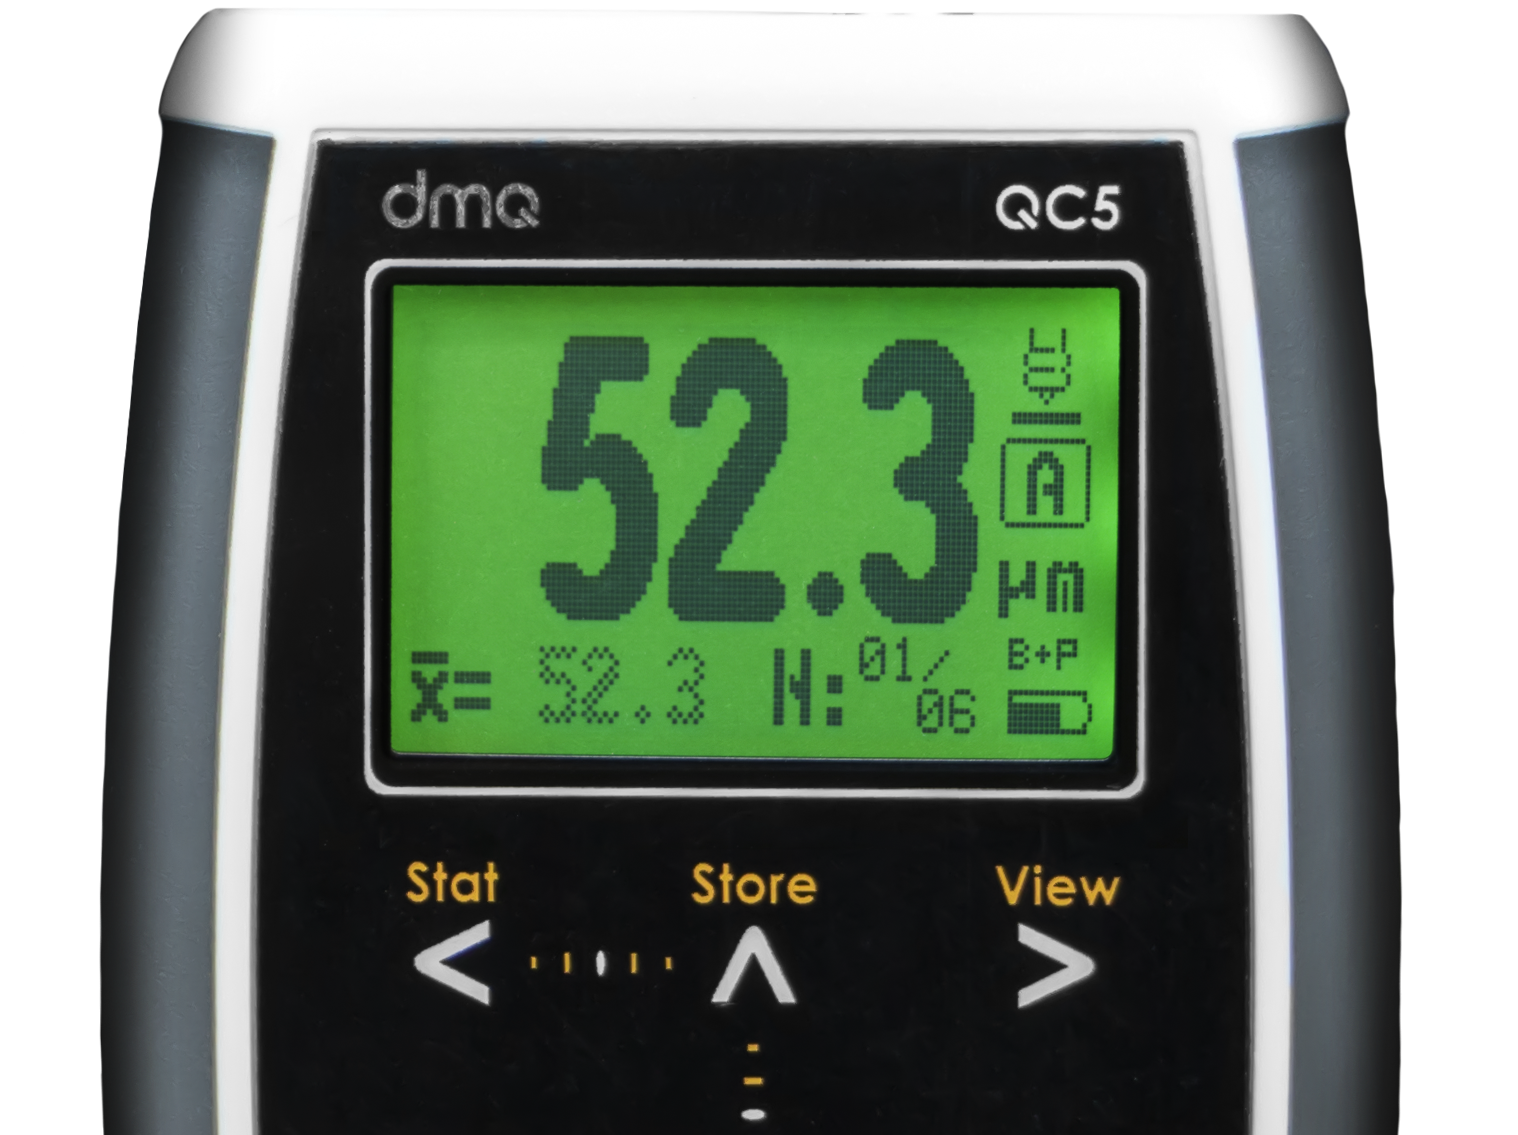 dmq QC5
52.3
A
µm
x̄= 52.3 N: 01/06
B+P
Stat Store View